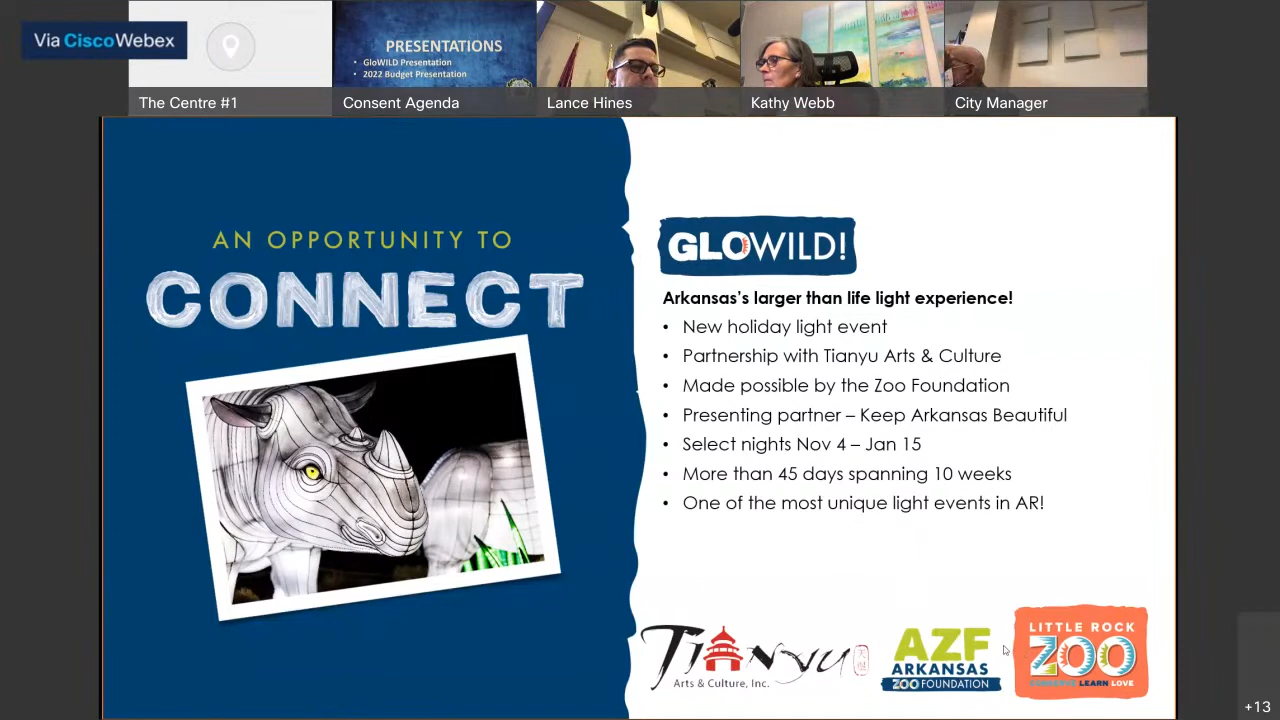 Via Cisco Webex
PRESENTATIONS
• GloWILD Presentation
• 2022 Budget Presentation
The Centre #1
Consent Agenda
Lance Hines
Kathy Webb
City Manager
AN OPPORTUNITY TO
CONNECT
GLOWILD!
Arkansas's larger than life light experience!
• New holiday light event
• Partnership with Tianyu Arts & Culture
• Made possible by the Zoo Foundation
• Presenting partner – Keep Arkansas Beautiful
• Select nights Nov 4 – Jan 15
• More than 45 days spanning 10 weeks
• One of the most unique light events in AR!
TIANYU
Arts & Culture, Inc.
AZF
ARKANSAS
ZOO FOUNDATION
LITTLE ROCK
ZOO
CONSERVE LEARN LOVE
+13